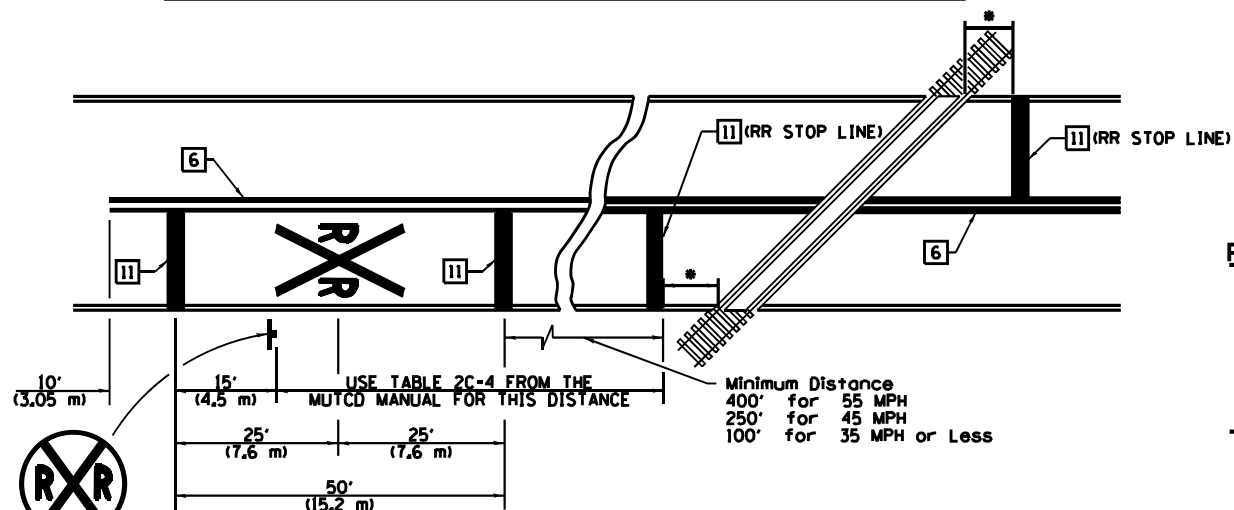 *
11 (RR STOP LINE)
11 (RR STOP LINE)
6
R R
11
11
*
6
10'
(3.05 m)
15'
(4.5 m)
USE TABLE 2C-4 FROM THE
MUTCD MANUAL FOR THIS DISTANCE
Minimum Distance
400' for 55 MPH
250' for 45 MPH
100' for 35 MPH or Less
25'
(7.6 m)
25'
(7.6 m)
R R
50'
(15.2 m)